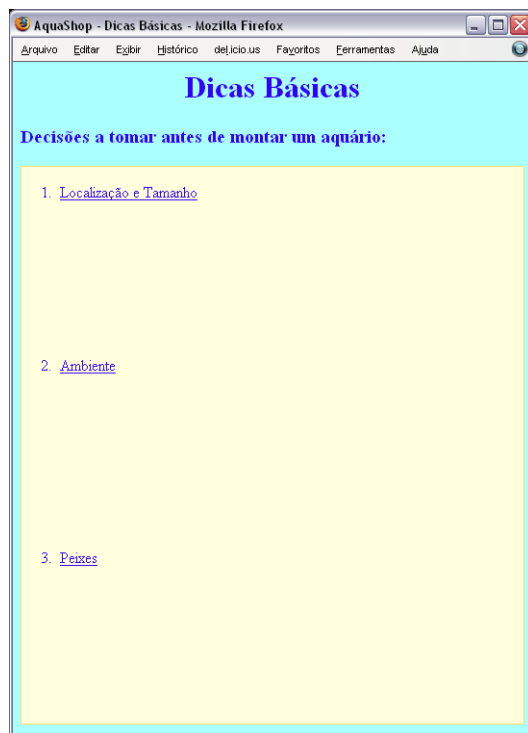 AquaShop - Dicas Básicas - Mozilla Firefox
Arquivo Editar Exibir Histórico del.icio.us Favoritos Ferramentas Ajuda
Dicas Básicas
Decisões a tomar antes de montar um aquário:
1. Localização e Tamanho
2. Ambiente
3. Peixes